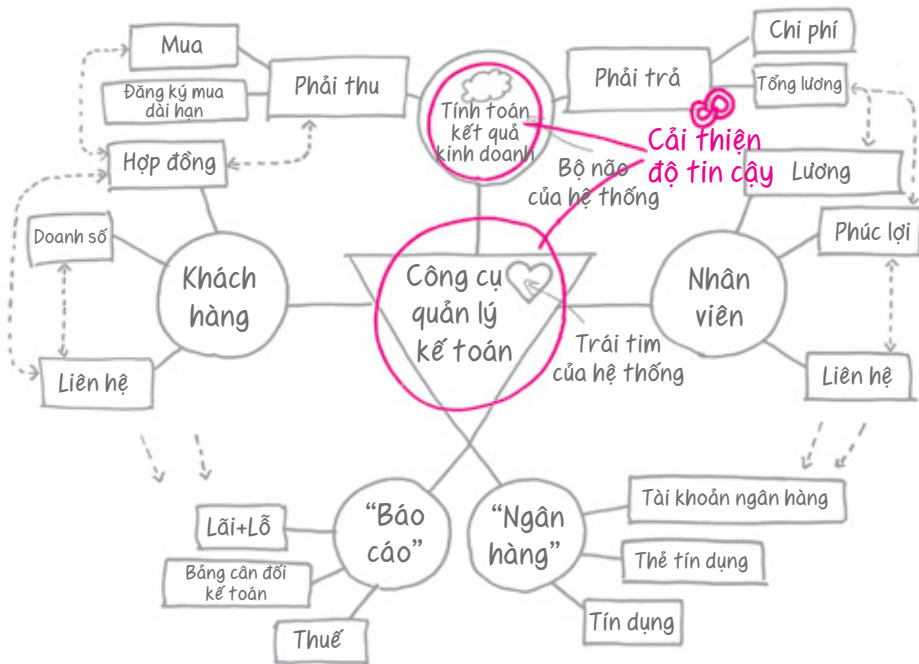 Mua
Đăng ký mua
dài hạn
Phải thu
Tính toán
kết quả
kinh doanh
Phải trả
Chi phí
Tổng lương
Cải thiện
độ tin cậy
Bộ não
của hệ thống
Hợp đồng
Doanh số
Khách
hàng
Liên hệ
Công cụ
quản lý
kế toán
Trái tim
của hệ thống
Lương
Phúc lợi
Nhân
viên
Liên hệ
Lãi+Lỗ
Bảng cân đối
kế toán
Thuế
“Báo
cáo”
“Ngân
hàng”
Tài khoản ngân hàng
Thẻ tín dụng
Tín dụng